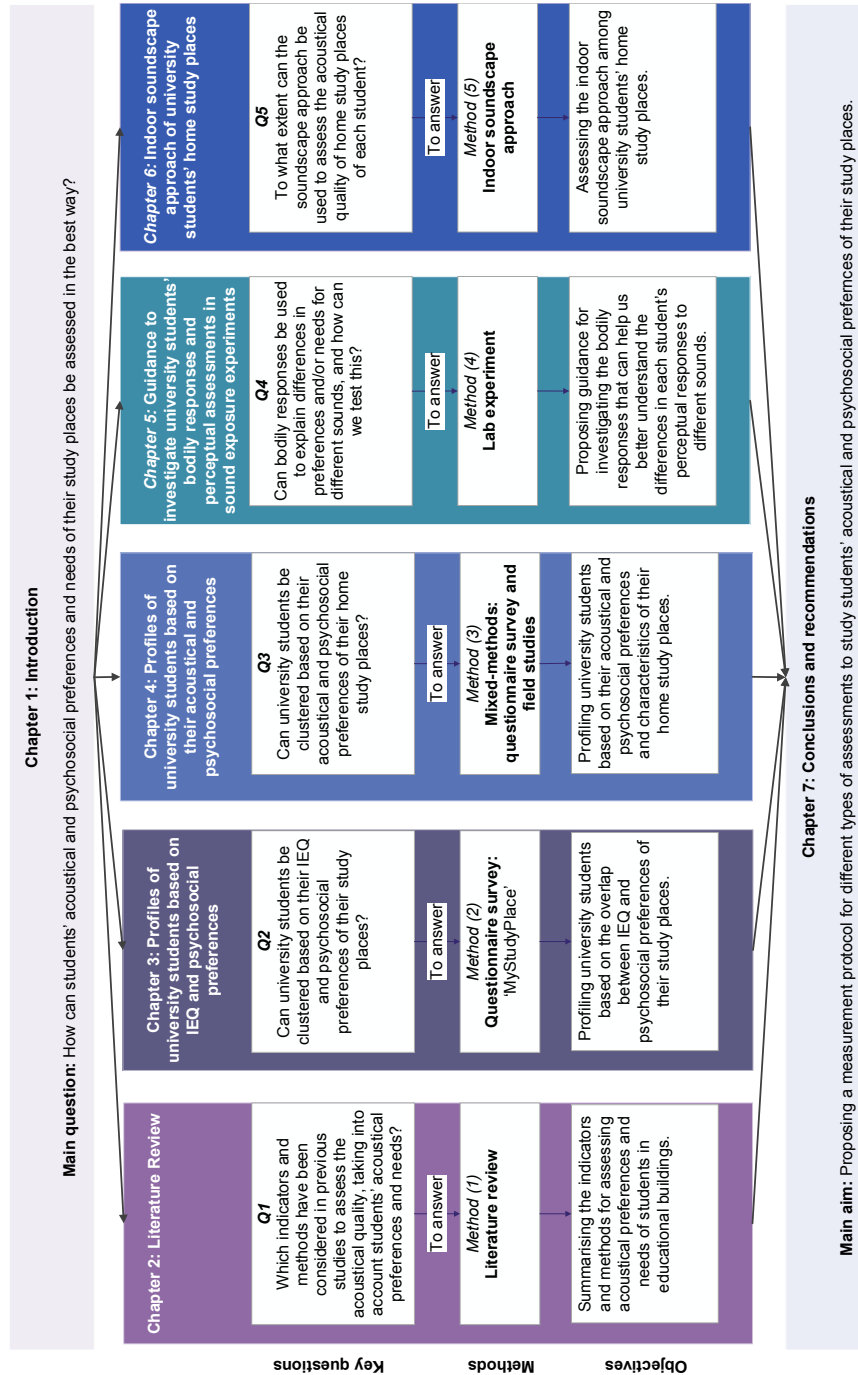 Chapter 1: Introduction
Main question: How can students’ acoustical and psychosocial preferences and needs of their study places be assessed in the best way?
Key questions
Methods
Objectives
Chapter 2: Literature Review
Q1
Which indicators and
methods have been
considered in previous
studies to assess the
acoustical quality, taking into
account students’ acoustical
preferences and needs?
To answer
Method (1)
Literature review
Summarising the indicators
and methods for assessing
acoustical preferences and
needs of students in
educational buildings.
Chapter 3: Profiles of
university students based on
IEQ and psychosocial
preferences
Q2
Can university students be
clustered based on their IEQ
and psychosocial
preferences of their study
places?
To answer
Method (2)
Questionnaire survey:
‘MyStudyPlace’
Profiling university students
based on the overlap
between IEQ and
psychosocial preferences of
their study places.
Chapter 4: Profiles of
university students based on
their acoustical and
psychosocial preferences
Q3
Can university students be
clustered based on their
acoustical and psychosocial
preferences of their home
study places?
To answer
Method (3)
Mixed-methods:
questionnaire survey and
field studies
Profiling university students
based on their acoustical and
psychosocial preferences
and characteristics of their
home study places.
Chapter 5: Guidance to
investigate university students’
bodily responses and
perceptual assessments in
sound exposure experiments
Q4
Can bodily responses be used
to explain differences in
preferences and/or needs for
different sounds, and how can
we test this?
To answer
Method (4)
Lab experiment
Proposing guidance for
investigating the bodily
responses that can help us
better understand the
differences in each student’s
perceptual responses to
different sounds.
Chapter 6: Indoor soundscape
approach of university
students’ home study places
Q5
To what extent can the
soundscape approach be
used to assess the acoustical
quality of home study places
of each student?
To answer
Method (5)
Indoor soundscape
approach
Assessing the indoor
soundscape approach among
university students’ home
study places.
Chapter 7: Conclusions and recommendations
Main aim: Proposing a measurement protocol for different types of assessments to study students’ acoustical and psychosocial prefernces of their study places.